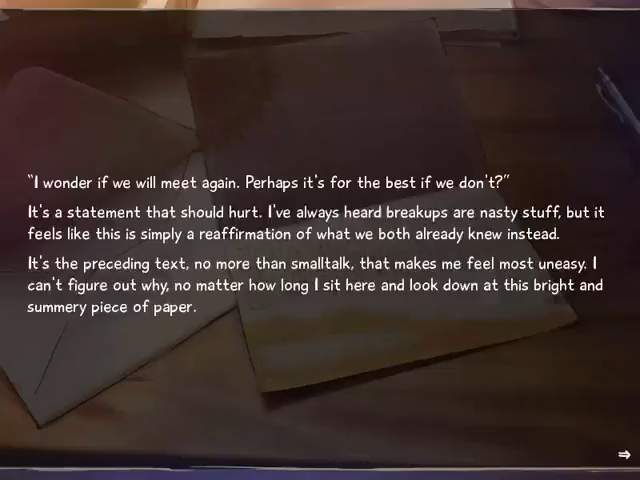 “I wonder if we will meet again. Perhaps it's for the best if we don't?”
It's a statement that should hurt. I've always heard breakups are nasty stuff, but it
feels like this is simply a reaffirmation of what we both already knew instead.
It's the preceding text, no more than smalltalk, that makes me feel most uneasy. I
can't figure out why, no matter how long I sit here and look down at this bright and
summery piece of paper.